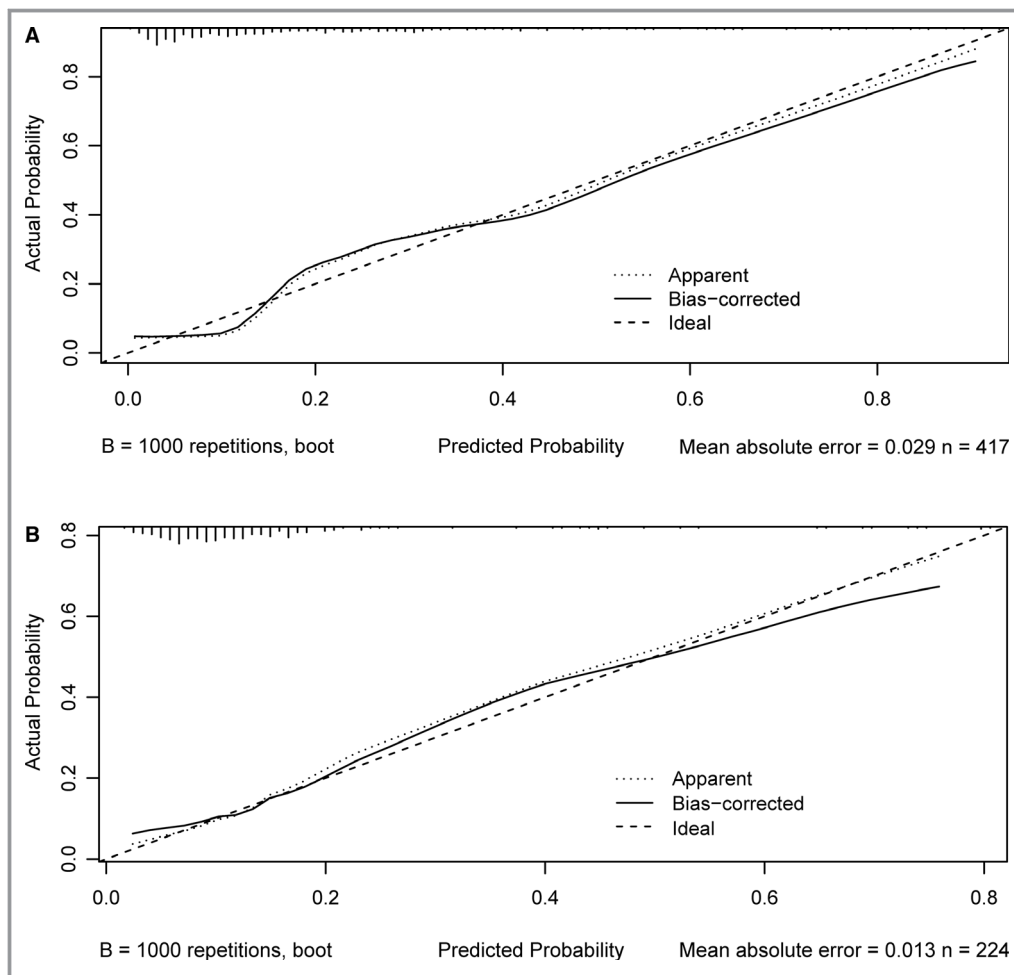 A
Actual Probability
0.8
0.6
0.4
0.2
0.0
Apparent
Bias−corrected
Ideal
0.0 0.2 0.4 0.6 0.8
B = 1000 repetitions, boot Predicted Probability Mean absolute error = 0.029 n = 417
B
Actual Probability
0.8
0.6
0.4
0.2
0.0
Apparent
Bias−corrected
Ideal
0.0 0.2 0.4 0.6 0.8
B = 1000 repetitions, boot Predicted Probability Mean absolute error = 0.013 n = 224